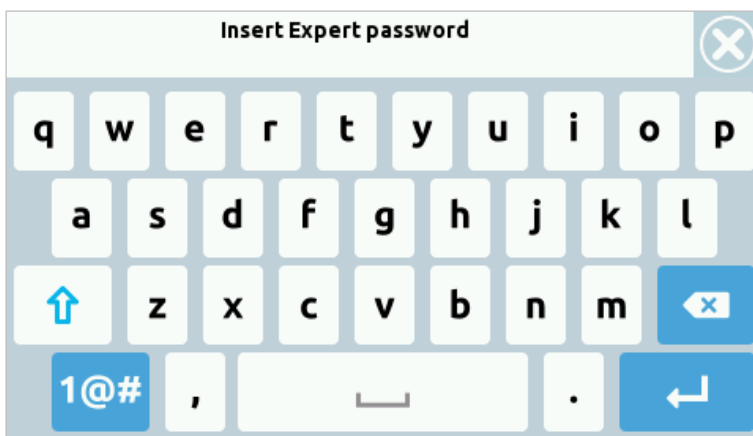 Insert Expert password
q w e r t y u i o p
a s d f g h j k l
z x c v b n m
1@# , .